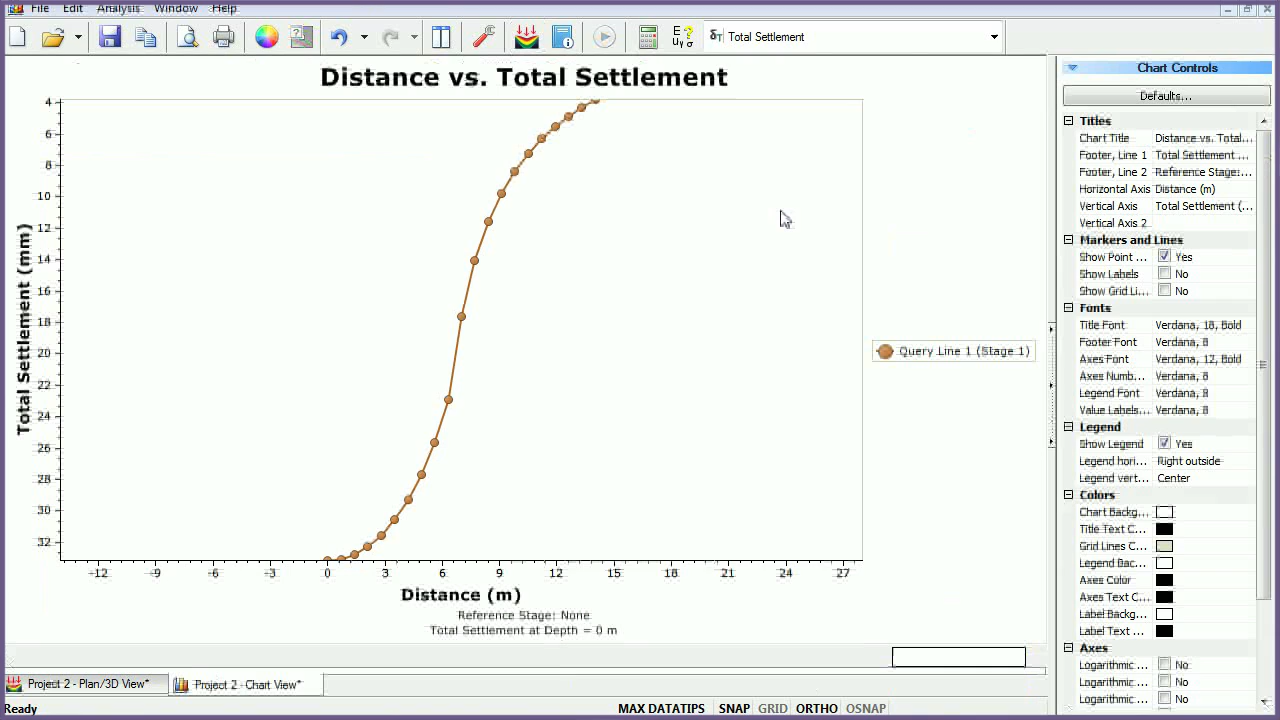 File Edit Analysis Window Help
Total Settlement
Distance vs. Total Settlement
4
6
8
10
12
14
16
18
20
22
24
26
28
30
32
Total Settlement (mm)
-12 -9 -6 -3 0 3 6 9 12 15 18 21 24 27
Distance (m)
Reference Stage: None
Total Settlement at Depth = 0 m
Query Line 1 (Stage 1)
Chart Controls
Defaults...
Titles
Chart Title Distance vs. Total...
Footer, Line 1 Total Settlement ...
Footer, Line 2 Reference Stage:...
Horizontal Axis Distance (m)
Vertical Axis Total Settlement (...
Vertical Axis 2
Markers and Lines
Show Point ... Yes
Show Labels No
Show Grid Li... No
Fonts
Title Font Verdana, 18, Bold
Footer Font Verdana, 8
Axes Font Verdana, 12, Bold
Axes Numb... Verdana, 8
Legend Font Verdana, 8
Value Labels... Verdana, 8
Legend
Show Legend Yes
Legend hori... Right outside
Legend vert... Center
Colors
Chart Backg...
Title Text C...
Grid Lines C...
Legend Bac...
Axes Color
Axes Text C...
Label Backg...
Label Text ...
Axes
Logarithmic ... No
Logarithmic ... No
Logarithmic ... No
Project 2 - Plan/3D View* Project 2 - Chart View*
Ready MAX DATATIPS SNAP GRID ORTHO OSNAP